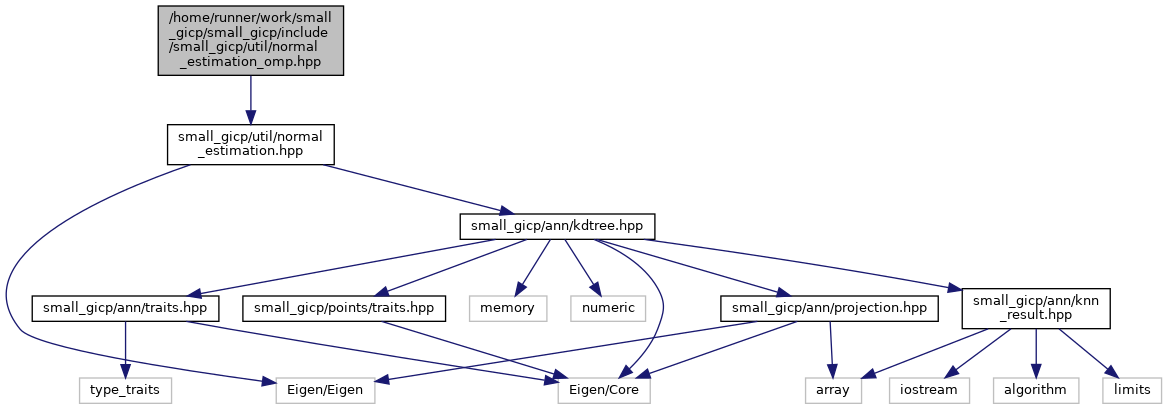 /home/runner/work/small
_gicp/small_gicp/include
/small_gicp/util/normal
_estimation_omp.hpp
small_gicp/util/normal
_estimation.hpp
small_gicp/ann/kdtree.hpp
small_gicp/ann/traits.hpp
small_gicp/points/traits.hpp
memory
numeric
small_gicp/ann/projection.hpp
small_gicp/ann/knn
_result.hpp
type_traits
Eigen/Eigen
Eigen/Core
array
iostream
algorithm
limits